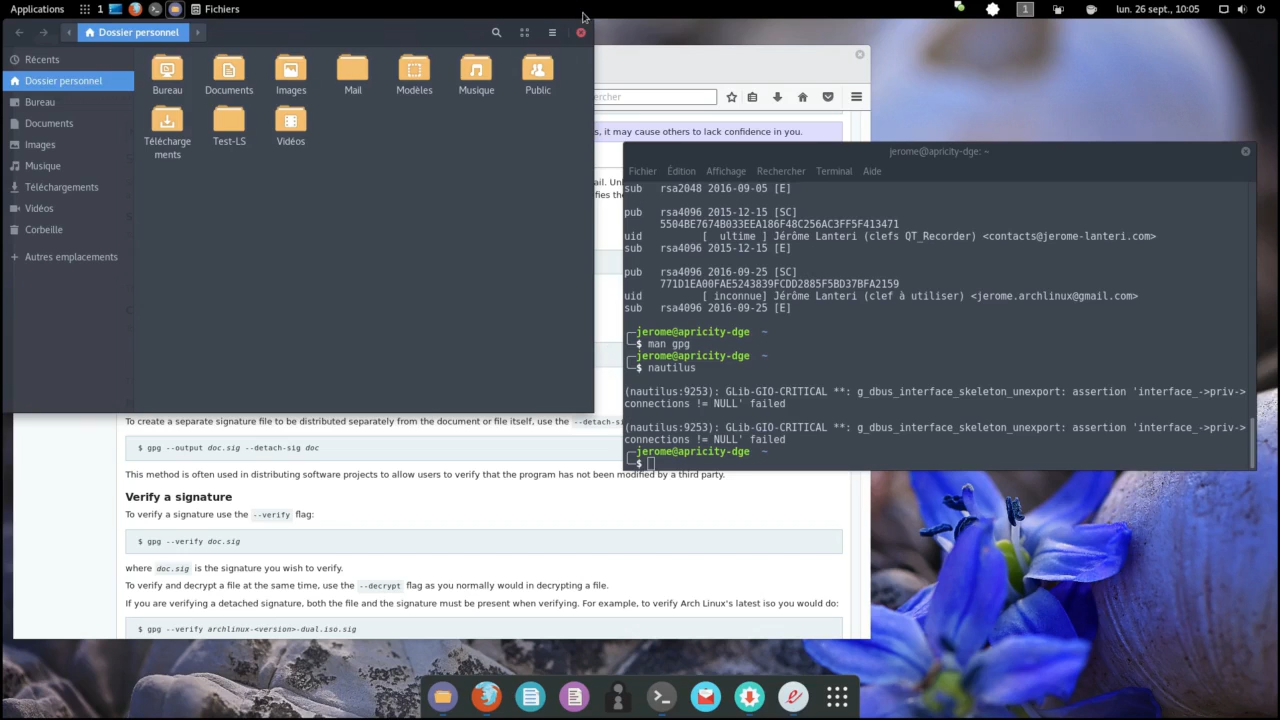 Applications
1
Fichiers
1
lun. 26 sept., 10:05
Dossier personnel
Récents
Dossier personnel
Bureau
Documents
Images
Musique
Téléchargements
Vidéos
Corbeille
Autres emplacements
Bureau
Documents
Images
Mail
Modèles
Musique
Public
Télécharge
ments
Test-LS
Vidéos
ercher
s, it may cause others to lack confidence in you.
ail.
jerome@apricity-dge: ~
Fichier Édition Affichage Rechercher Terminal Aide
sub rsa2048 2016-09-05 [E]
pub rsa4096 2015-12-15 [SC]
5504BE7674B033EEA186F48C256AC3FF5F413471
uid [ ultime ] Jérôme Lanteri (clefs QT_Recorder) <contacts@jerome-lanteri.com>
sub rsa4096 2015-12-15 [E]
pub rsa4096 2016-09-25 [SC]
771D1EA00FAE5243839FCDD2885F5BD37BFA2159
uid [ inconnue] Jérôme Lanteri (clef à utiliser) <jerome.archlinux@gmail.com>
sub rsa4096 2016-09-25 [E]
jerome@apricity-dge ~
$ man gpg
jerome@apricity-dge ~
$ nautilus
(nautilus:9253): GLib-GIO-CRITICAL **: g_dbus_interface_skeleton_unexport: assertion 'interface_->priv->
connections != NULL' failed
(nautilus:9253): GLib-GIO-CRITICAL **: g_dbus_interface_skeleton_unexport: assertion 'interface_->priv->
connections != NULL' failed
jerome@apricity-dge ~
$
To create a separate signature file to be distributed separately from the document or file itself, use the --detach-si
$ gpg --output doc.sig --detach-sig doc
This method is often used in distributing software projects to allow users to verify that the program has not been modified by a third party.
Verify a signature
To verify a signature use the --verify flag:
$ gpg --verify doc.sig
where doc.sig is the signature you wish to verify.
To verify and decrypt a file at the same time, use the --decrypt flag as you normally would in decrypting a file.
If you are verifying a detached signature, both the file and the signature must be present when verifying. For example, to verify Arch Linux's latest iso you would do:
$ gpg --verify archlinux-<version>-dual.iso.sig